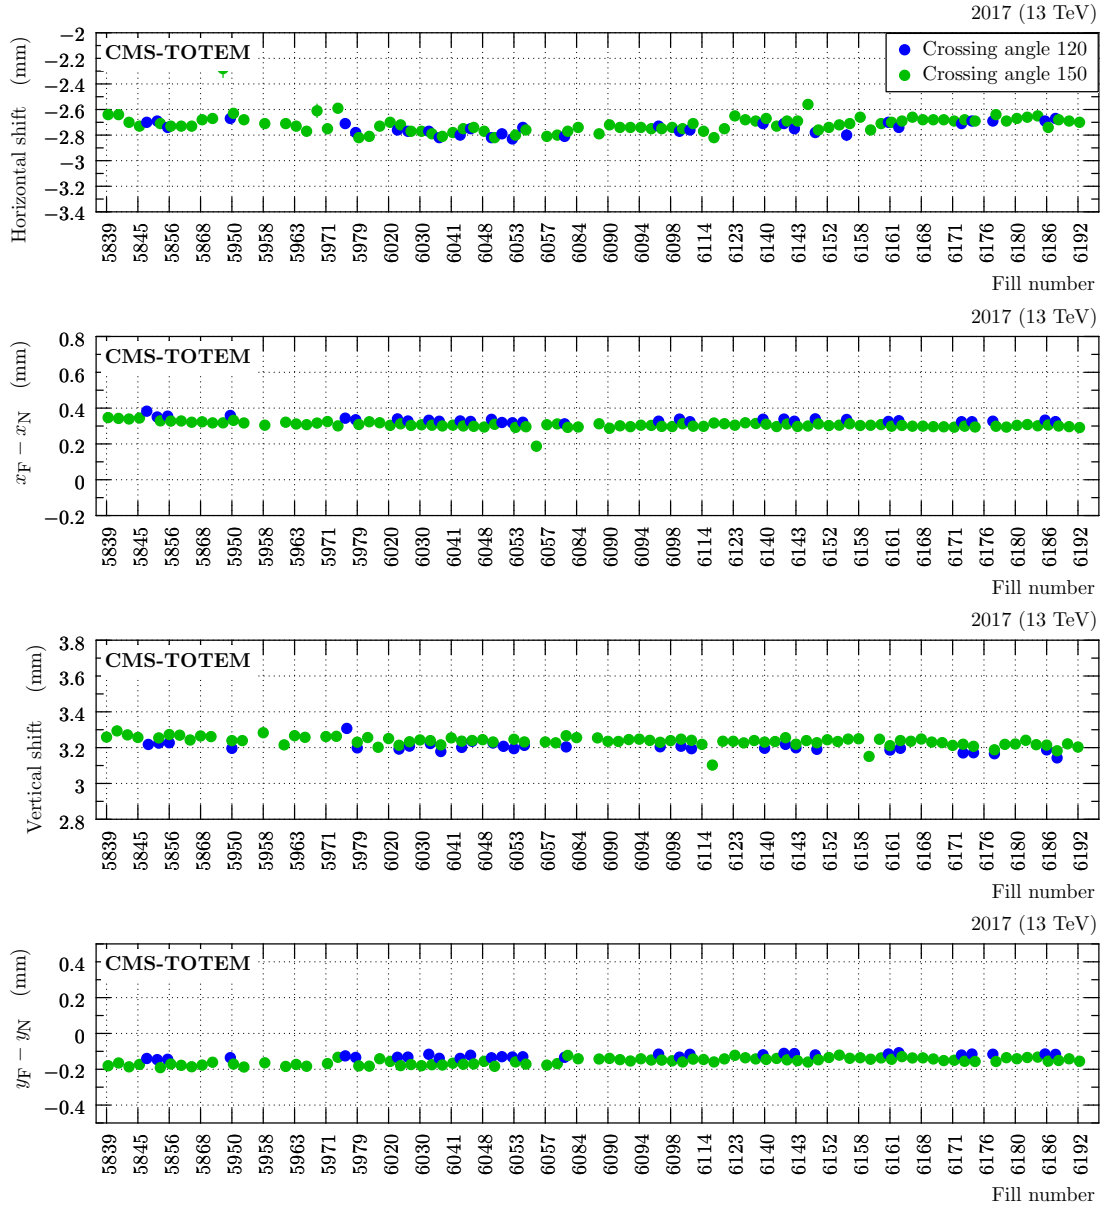 2017 (13 TeV)
CMS-TOTEM
Crossing angle 120
Crossing angle 150
Horizontal shift (mm)
−2
−2.2
−2.4
−2.6
−2.8
−3
−3.2
−3.4
5839 5845 5856 5868 5950 5958 5963 5971 5979 6020 6030 6041 6048 6053 6057 6084 6090 6094 6098 6114 6123 6140 6143 6152 6158 6161 6168 6171 6176 6180 6186 6192
Fill number
2017 (13 TeV)
CMS-TOTEM
x_F − x_N (mm)
0.8
0.6
0.4
0.2
0
−0.2
5839 5845 5856 5868 5950 5958 5963 5971 5979 6020 6030 6041 6048 6053 6057 6084 6090 6094 6098 6114 6123 6140 6143 6152 6158 6161 6168 6171 6176 6180 6186 6192
Fill number
2017 (13 TeV)
CMS-TOTEM
Vertical shift (mm)
3.8
3.6
3.4
3.2
3
2.8
5839 5845 5856 5868 5950 5958 5963 5971 5979 6020 6030 6041 6048 6053 6057 6084 6090 6094 6098 6114 6123 6140 6143 6152 6158 6161 6168 6171 6176 6180 6186 6192
Fill number
2017 (13 TeV)
CMS-TOTEM
y_F − y_N (mm)
0.4
0.2
0
−0.2
−0.4
5839 5845 5856 5868 5950 5958 5963 5971 5979 6020 6030 6041 6048 6053 6057 6084 6090 6094 6098 6114 6123 6140 6143 6152 6158 6161 6168 6171 6176 6180 6186 6192
Fill number